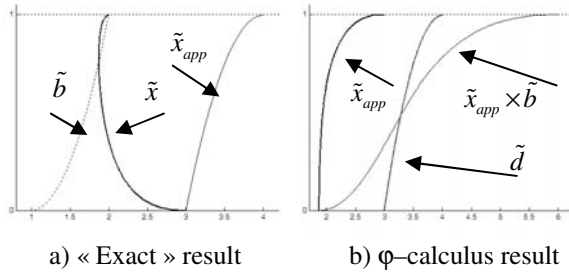 1
0
1 1.5 2 2.5 3 3.5 4
b̃
x̃
x̃app
a) « Exact » result
1
0
2 2.5 3 3.5 4 4.5 5 5.5 6
x̃app
x̃app × b̃
d̃
b) φ–calculus result